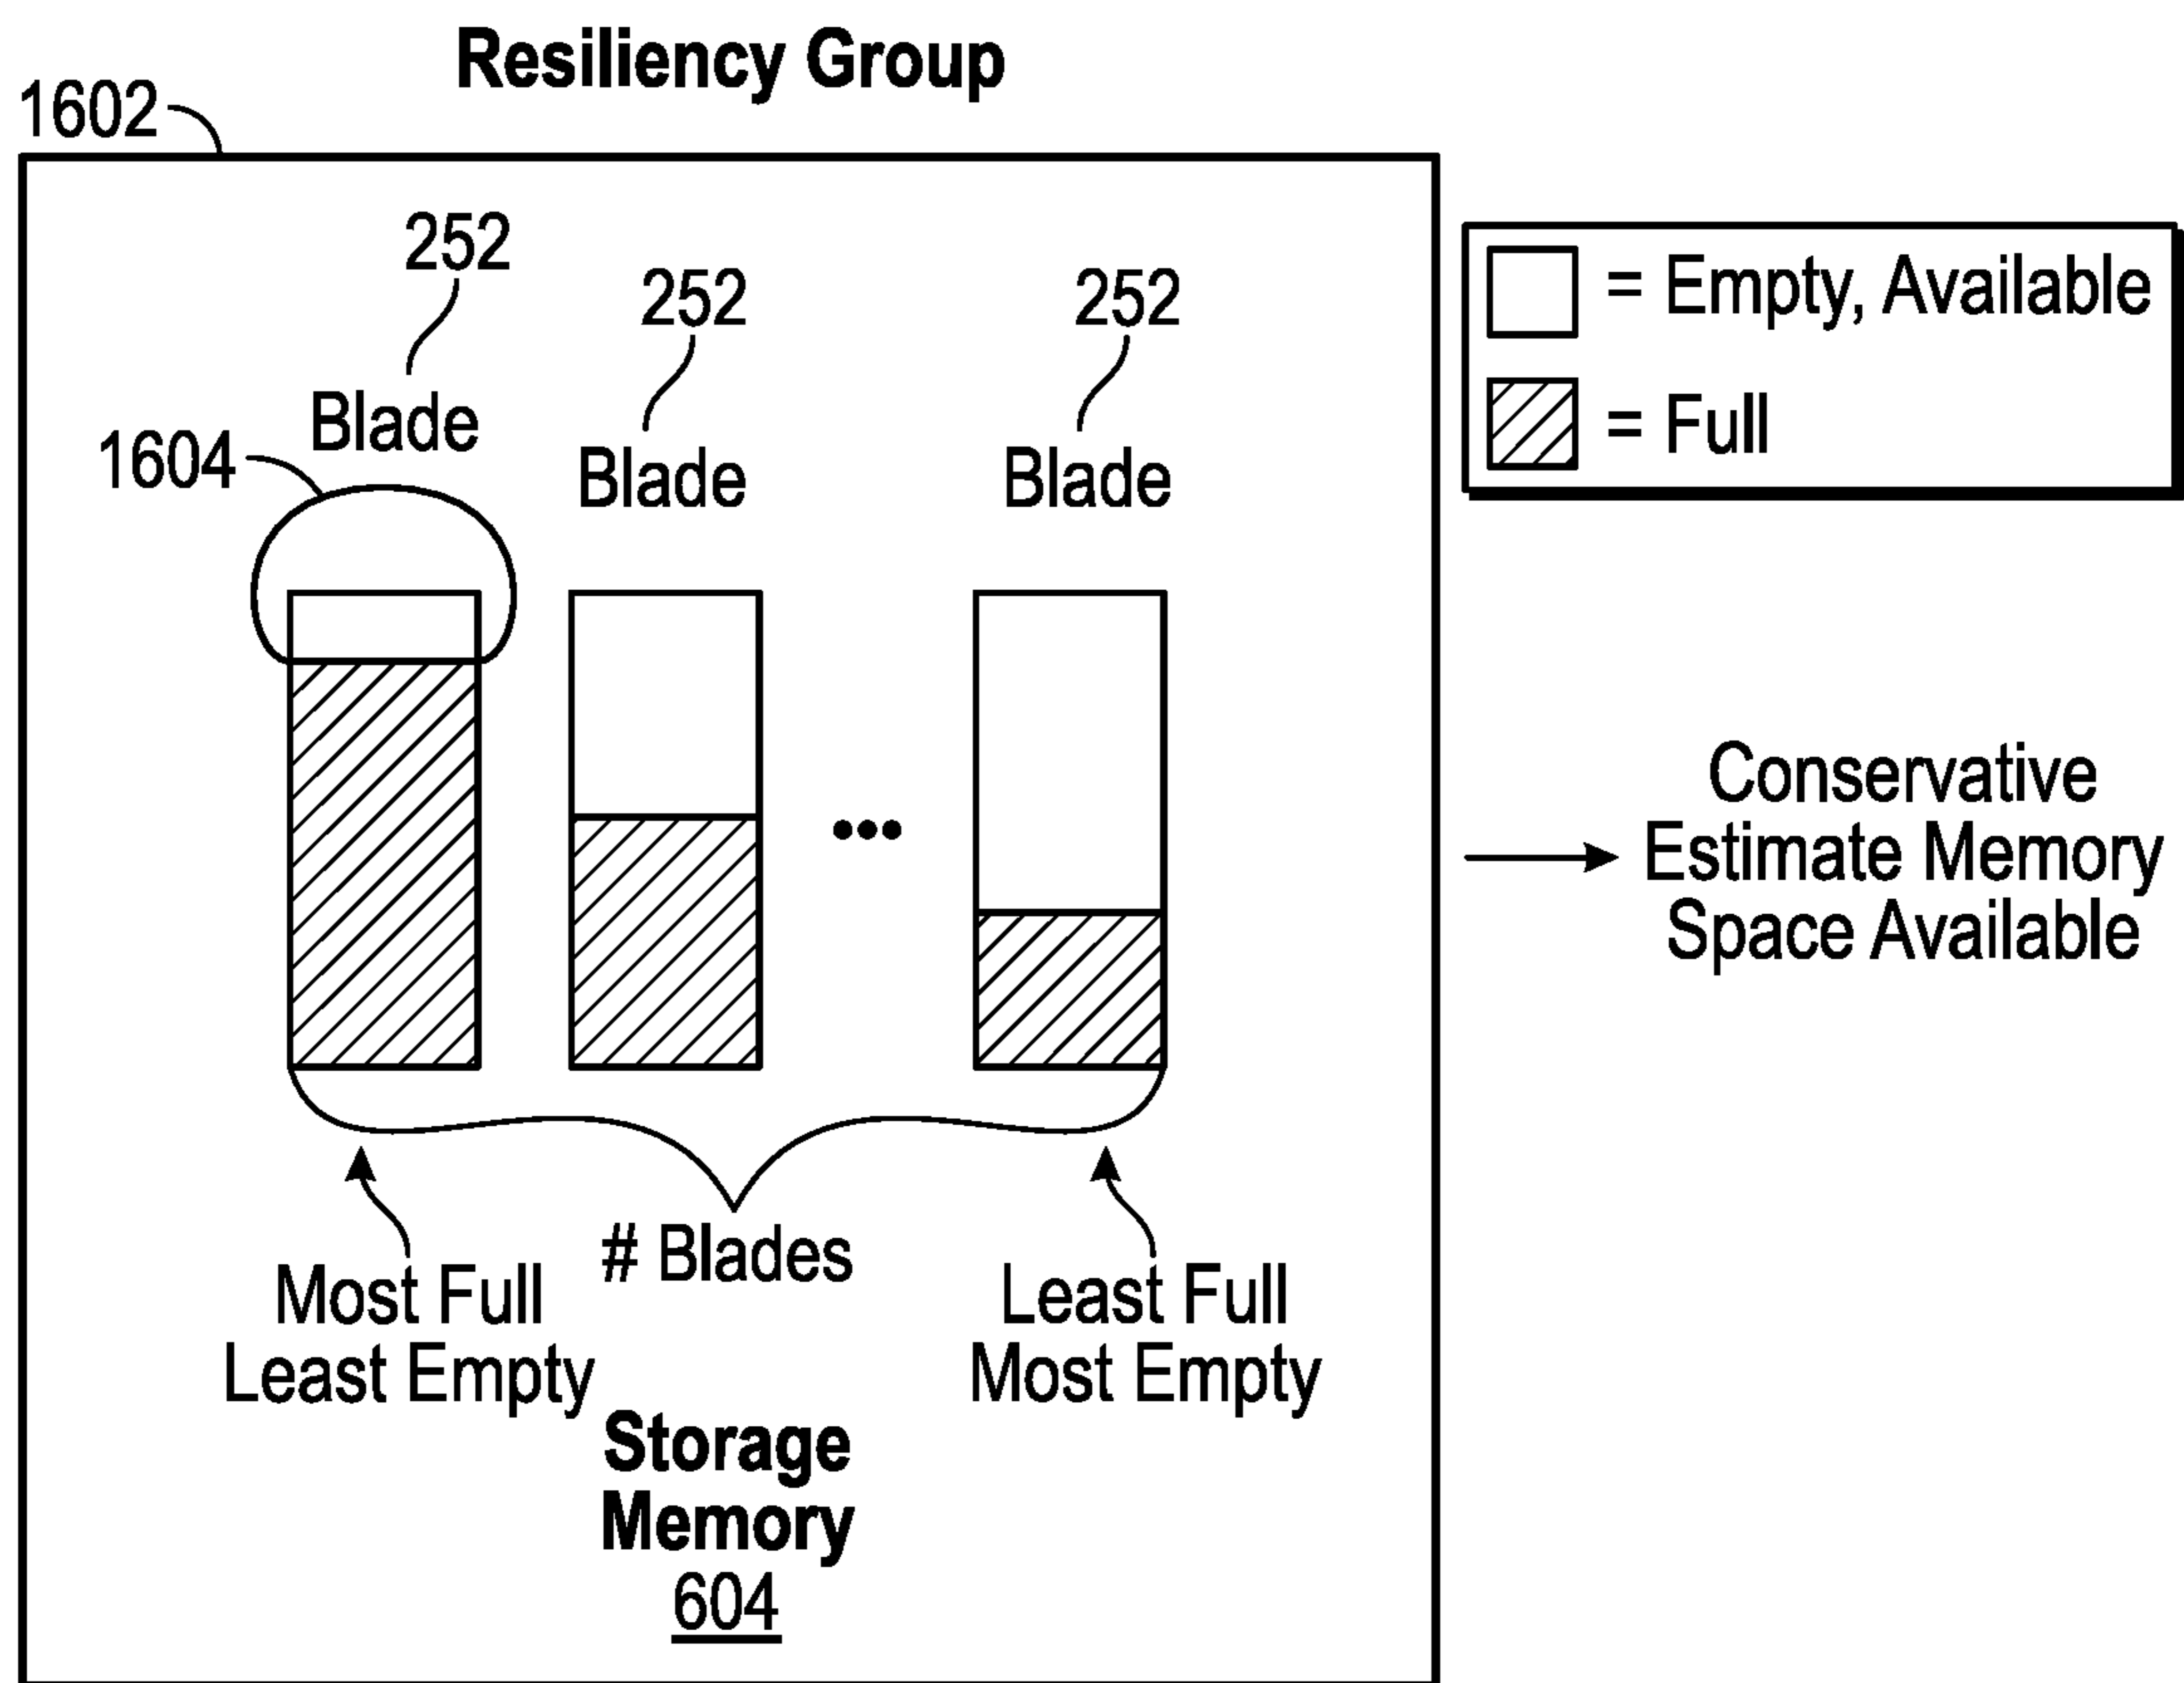 Resiliency Group
1602
252
252
252
Blade
Blade
Blade
1604
= Empty, Available
= Full
Conservative
Estimate Memory
Space Available
# Blades
Most Full
Least Empty
Least Full
Most Empty
Storage
Memory
604